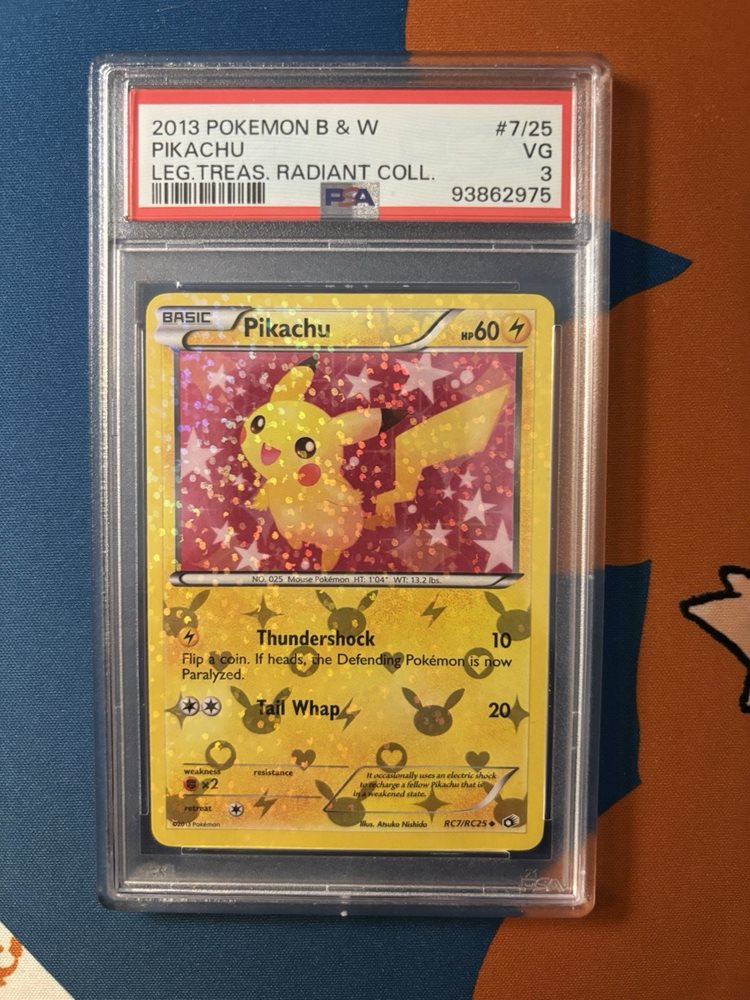 2013 POKEMON B & W #7/25
PIKACHU VG
LEG.TREAS. RADIANT COLL. 3
PSA 93862975
BASIC Pikachu HP60
NO. 025 Mouse Pokémon HT: 1'04" WT: 13.2 lbs.
Thundershock 10
Flip a coin. If heads, the Defending Pokémon is now
Paralyzed.
Tail Whap 20
weakness resistance
×2
retreat
It occasionally uses an electric shock
to recharge a fellow Pikachu that is
in a weakened state.
©2013 Pokémon Illus. Atsuko Nishida RC7/RC25
PSA